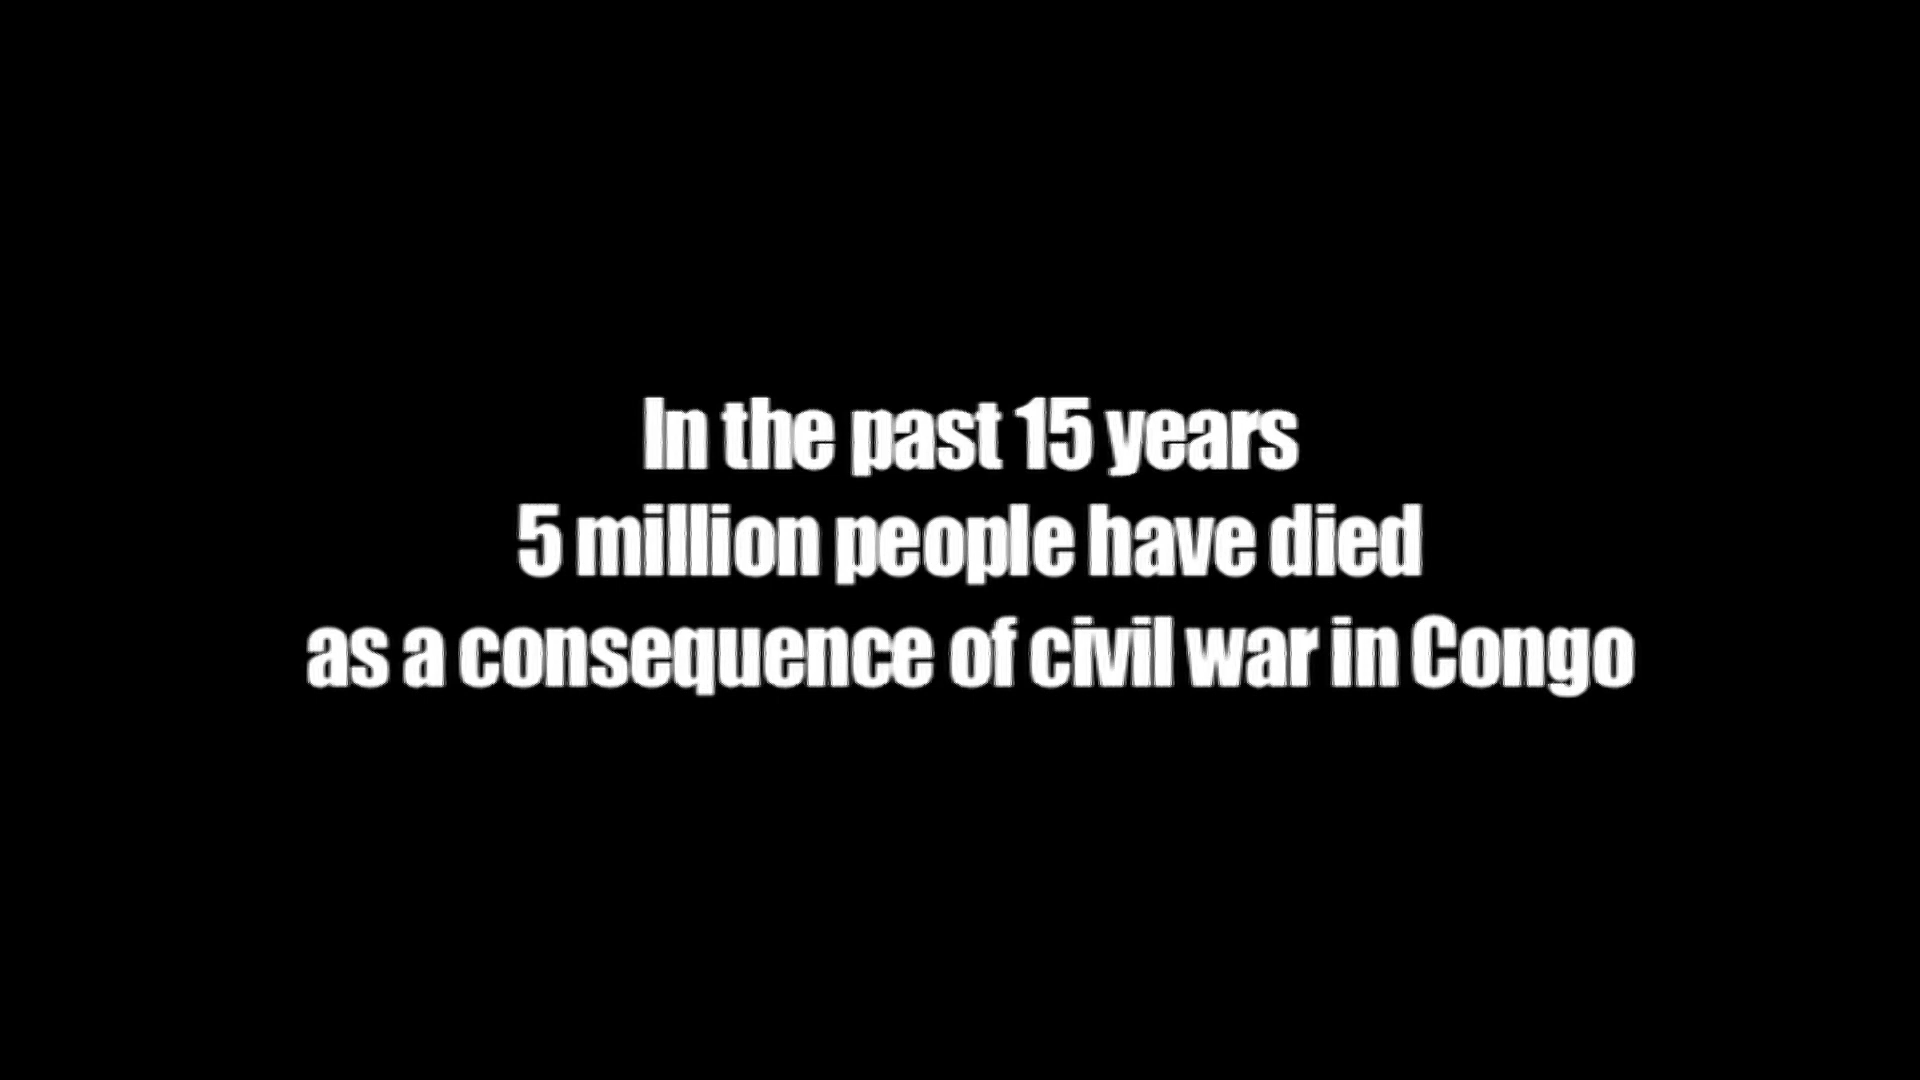 In the past 15 years
5 million people have died
as a consequence of civil war in Congo